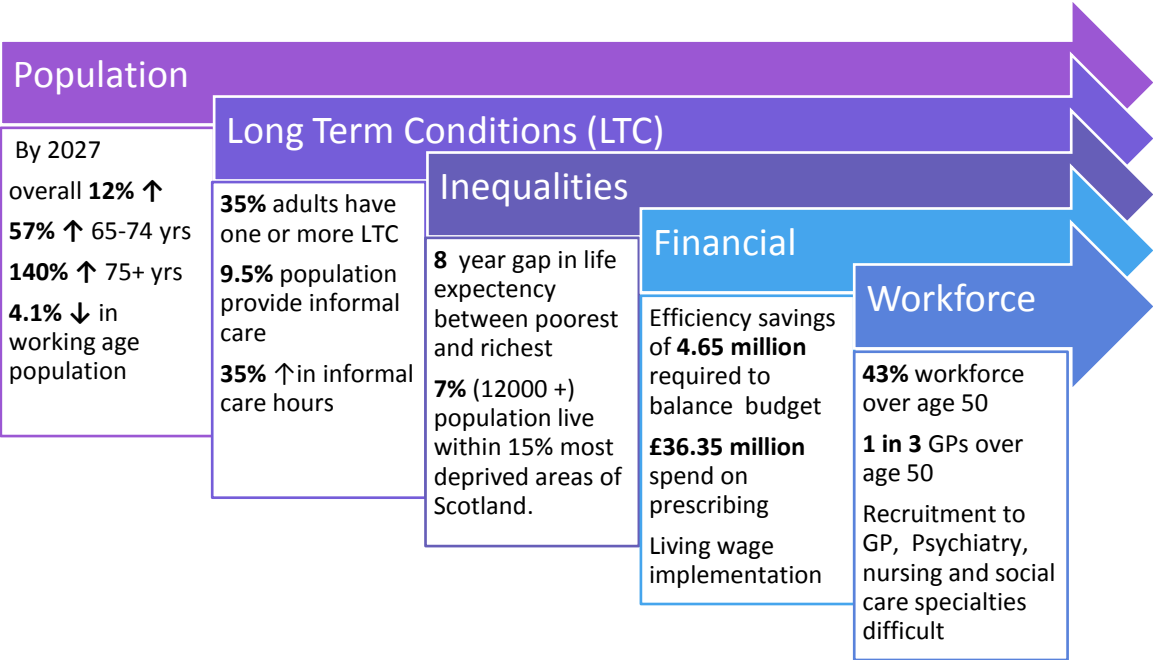 Population
By 2027
overall 12% ↑
57% ↑ 65-74 yrs
140% ↑ 75+ yrs
4.1% ↓ in
working age
population
Long Term Conditions (LTC)
35% adults have
one or more LTC
9.5% population
provide informal
care
35% ↑in informal
care hours
Inequalities
8 year gap in life
expectency
between poorest
and richest
7% (12000 +)
population live
within 15% most
deprived areas of
Scotland.
Financial
Efficiency savings
of 4.65 million
required to
balance budget
£36.35 million
spend on
prescribing
Living wage
implementation
Workforce
43% workforce
over age 50
1 in 3 GPs over
age 50
Recruitment to
GP, Psychiatry,
nursing and social
care specialties
difficult